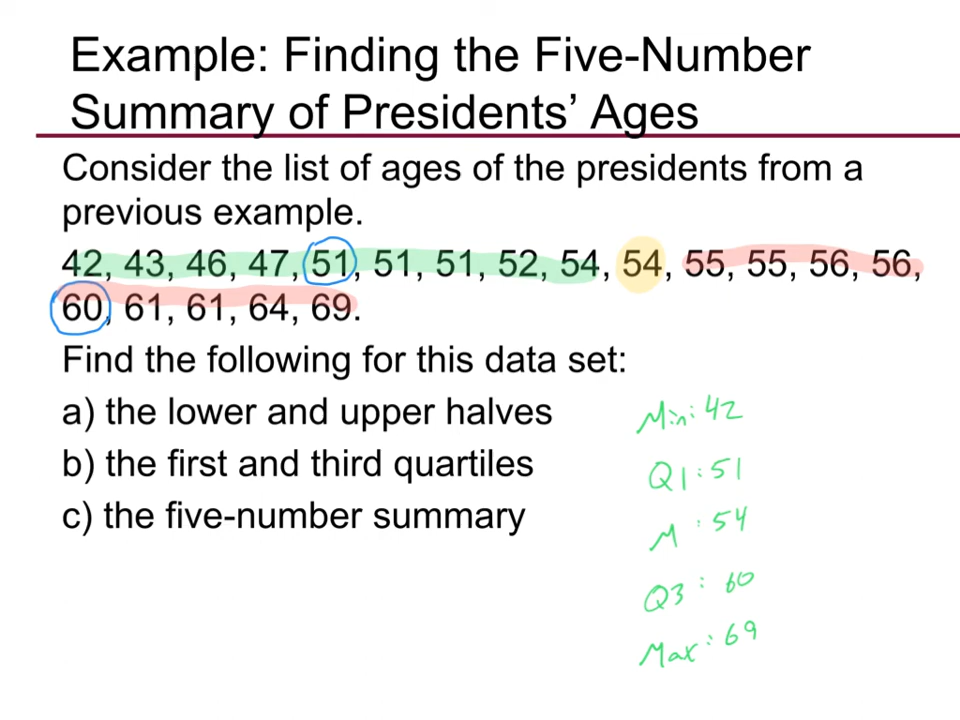 Example: Finding the Five-Number
Summary of Presidents’ Ages
Consider the list of ages of the presidents from a
previous example.
42, 43, 46, 47, 51, 51, 51, 52, 54, 54, 55, 55, 56, 56,
60, 61, 61, 64, 69.
Find the following for this data set:
a) the lower and upper halves
b) the first and third quartiles
c) the five-number summary
Min: 42
Q1: 51
M : 54
Q3 : 60
Max : 69